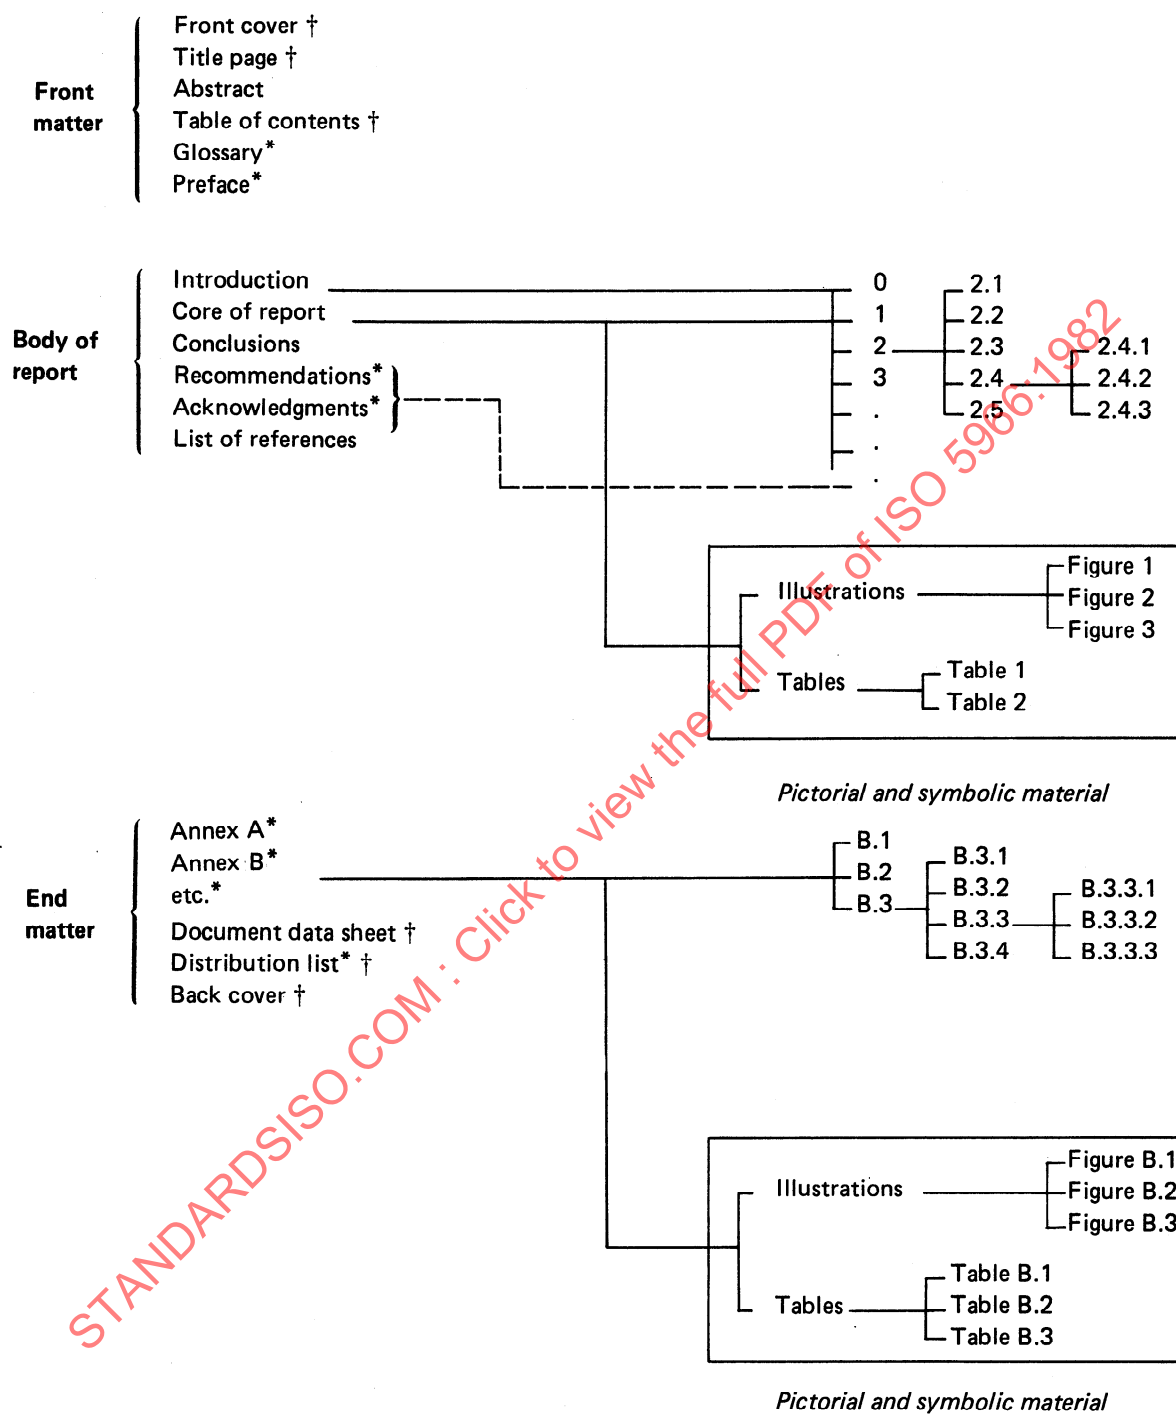 Front matter
Front cover †
Title page †
Abstract
Table of contents †
Glossary*
Preface*
Body of report
Introduction
Core of report
Conclusions
Recommendations*
Acknowledgments*
List of references
0
1
2
3
.
.
.
2.1
2.2
2.3
2.4
2.5
2.4.1
2.4.2
2.4.3
Illustrations
Figure 1
Figure 2
Figure 3
Tables
Table 1
Table 2
Pictorial and symbolic material
End matter
Annex A*
Annex B*
etc.*
Document data sheet †
Distribution list* †
Back cover †
B.1
B.2
B.3
B.3.1
B.3.2
B.3.3
B.3.4
B.3.3.1
B.3.3.2
B.3.3.3
Illustrations
Figure B.1
Figure B.2
Figure B.3
Tables
Table B.1
Table B.2
Table B.3
Pictorial and symbolic material
STANDARDSISO.COM : Click to view the full PDF of ISO 5966:1982